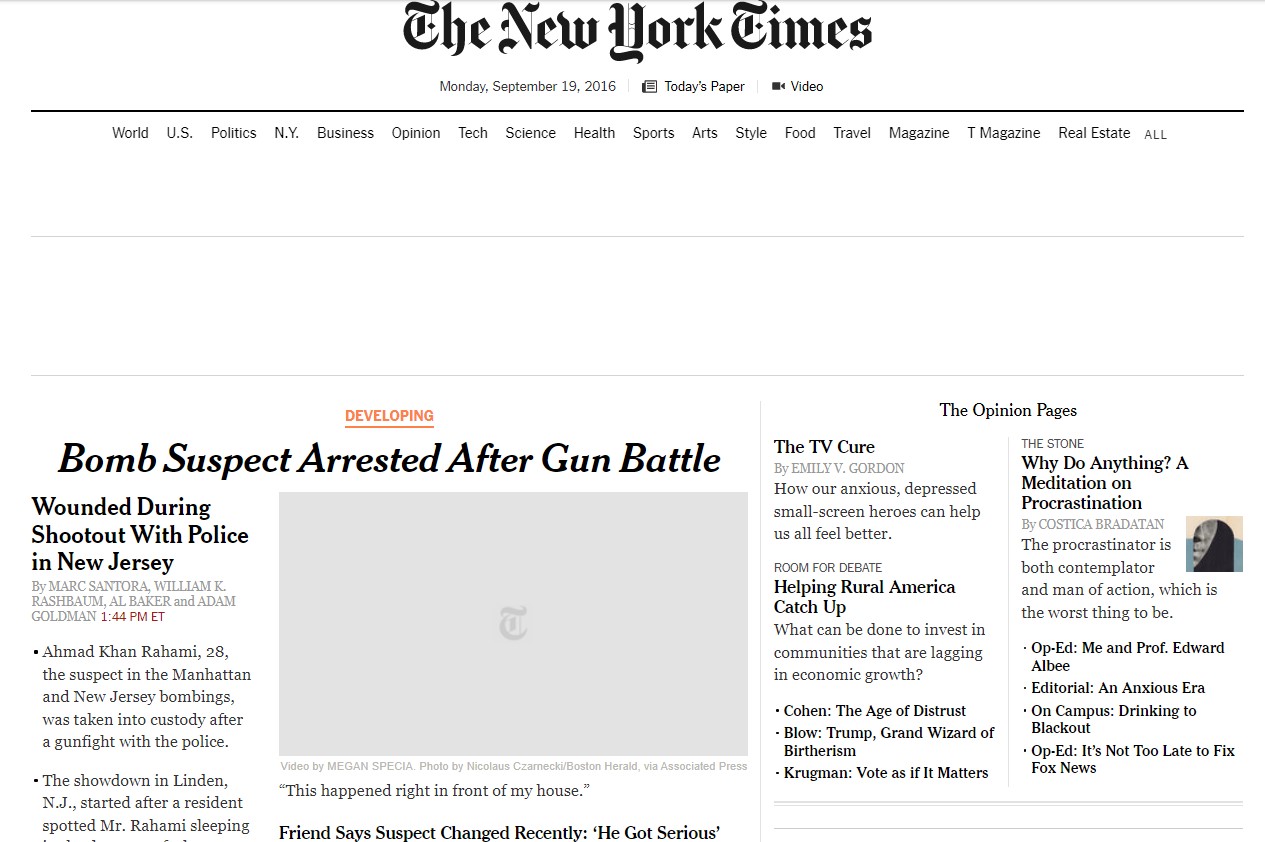 The New York Times
Monday, September 19, 2016 Today's Paper Video
World U.S. Politics N.Y. Business Opinion Tech Science Health Sports Arts Style Food Travel Magazine T Magazine Real Estate ALL
DEVELOPING
Bomb Suspect Arrested After Gun Battle
Wounded During
Shootout With Police
in New Jersey
By MARC SANTORA, WILLIAM K.
RASHBAUM, AL BAKER and ADAM
GOLDMAN 1:44 PM ET
▪ Ahmad Khan Rahami, 28,
the suspect in the Manhattan
and New Jersey bombings,
was taken into custody after
a gunfight with the police.
▪ The showdown in Linden,
N.J., started after a resident
spotted Mr. Rahami sleeping
T
Video by MEGAN SPECIA. Photo by Nicolaus Czarnecki/Boston Herald, via Associated Press
“This happened right in front of my house.”
Friend Says Suspect Changed Recently: ‘He Got Serious’
The Opinion Pages
The TV Cure
By EMILY V. GORDON
How our anxious, depressed
small-screen heroes can help
us all feel better.
ROOM FOR DEBATE
Helping Rural America
Catch Up
What can be done to invest in
communities that are lagging
in economic growth?
· Cohen: The Age of Distrust
· Blow: Trump, Grand Wizard of
Birtherism
· Krugman: Vote as if It Matters
THE STONE
Why Do Anything? A
Meditation on
Procrastination
By COSTICA BRADATAN
The procrastinator is
both contemplator
and man of action, which is
the worst thing to be.
· Op-Ed: Me and Prof. Edward
Albee
· Editorial: An Anxious Era
· On Campus: Drinking to
Blackout
· Op-Ed: It’s Not Too Late to Fix
Fox News